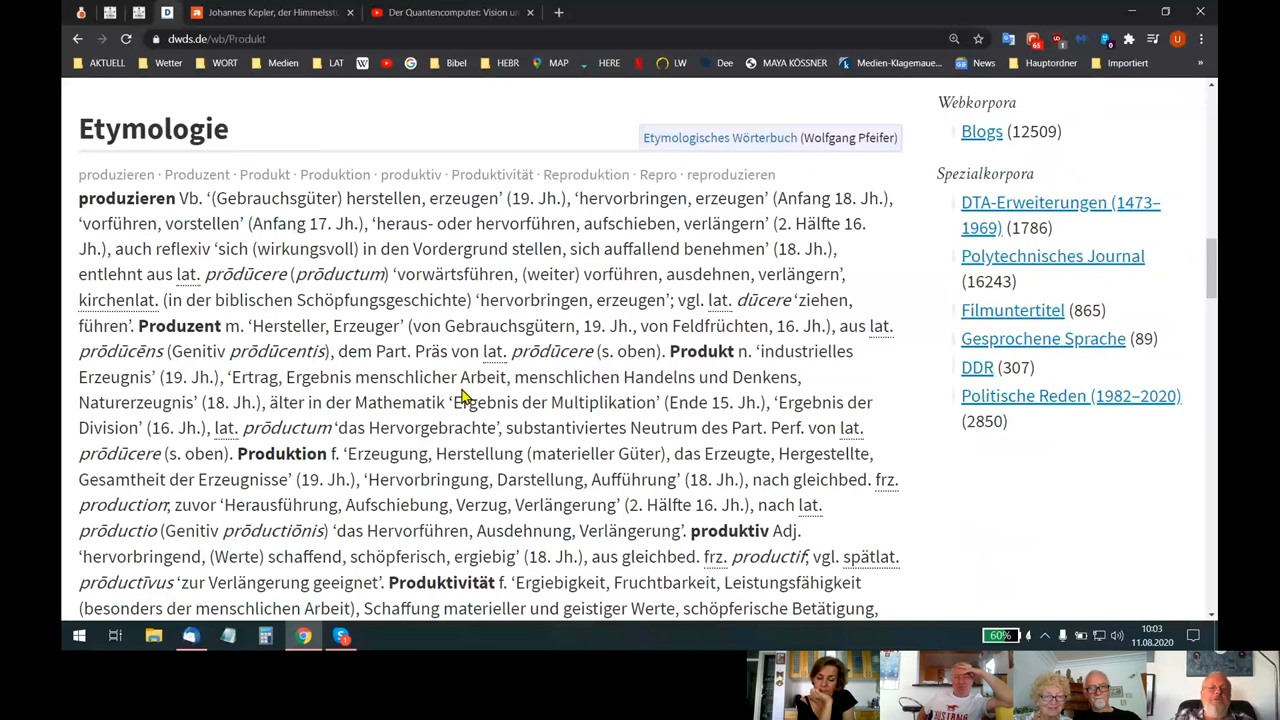 Johannes Kepler, der Himmelsstü
Der Quantencomputer: Vision un
dwds.de/wb/Produkt
AKTUELL Wetter WORT Medien LAT Bibel HEBR MAP HERE LW Dee MAYA KÖSSNER Medien-Klagemaue... News Hauptordner Importiert »
Etymologie
Etymologisches Wörterbuch (Wolfgang Pfeifer)
produzieren · Produzent · Produkt · Produktion · produktiv · Produktivität · Reproduktion · Repro · reproduzieren
produzieren Vb. ‘(Gebrauchsgüter) herstellen, erzeugen’ (19. Jh.), ‘hervorbringen, erzeugen’ (Anfang 18. Jh.),
‘vorführen, vorstellen’ (Anfang 17. Jh.), ‘heraus- oder hervorführen, aufschieben, verlängern’ (2. Hälfte 16.
Jh.), auch reflexiv ‘sich (wirkungsvoll) in den Vordergrund stellen, sich auffallend benehmen’ (18. Jh.),
entlehnt aus lat. prōdūcere (prōductum) ‘vorwärtsführen, (weiter) vorführen, ausdehnen, verlängern’,
kirchenlat. (in der biblischen Schöpfungsgeschichte) ‘hervorbringen, erzeugen’; vgl. lat. dūcere ‘ziehen,
führen’. Produzent m. ‘Hersteller, Erzeuger’ (von Gebrauchsgütern, 19. Jh., von Feldfrüchten, 16. Jh.), aus lat.
prōdūcēns (Genitiv prōdūcentis), dem Part. Präs von lat. prōdūcere (s. oben). Produkt n. ‘industrielles
Erzeugnis’ (19. Jh.), ‘Ertrag, Ergebnis menschlicher Arbeit, menschlichen Handelns und Denkens,
Naturerzeugnis’ (18. Jh.), älter in der Mathematik ‘Ergebnis der Multiplikation’ (Ende 15. Jh.), ‘Ergebnis der
Division’ (16. Jh.), lat. prōductum ‘das Hervorgebrachte’, substantiviertes Neutrum des Part. Perf. von lat.
prōdūcere (s. oben). Produktion f. ‘Erzeugung, Herstellung (materieller Güter), das Erzeugte, Hergestellte,
Gesamtheit der Erzeugnisse’ (19. Jh.), ‘Hervorbringung, Darstellung, Aufführung’ (18. Jh.), nach gleichbed. frz.
production; zuvor ‘Herausführung, Aufschiebung, Verzug, Verlängerung’ (2. Hälfte 16. Jh.), nach lat.
prōductio (Genitiv prōductiōnis) ‘das Hervorführen, Ausdehnung, Verlängerung’. produktiv Adj.
‘hervorbringend, (Werte) schaffend, schöpferisch, ergiebig’ (18. Jh.), aus gleichbed. frz. productif; vgl. spätlat.
prōductīvus ‘zur Verlängerung geeignet’. Produktivität f. ‘Ergiebigkeit, Fruchtbarkeit, Leistungsfähigkeit
(besonders der menschlichen Arbeit), Schaffung materieller und geistiger Werte, schöpferische Betätigung,
Webkorpora
Blogs (12509)
Spezialkorpora
DTA-Erweiterungen (1473–
1969) (1786)
Polytechnisches Journal
(16243)
Filmuntertitel (865)
Gesprochene Sprache (89)
DDR (307)
Politische Reden (1982–2020)
(2850)
60%
10:03
11.08.2020
MUSTANG